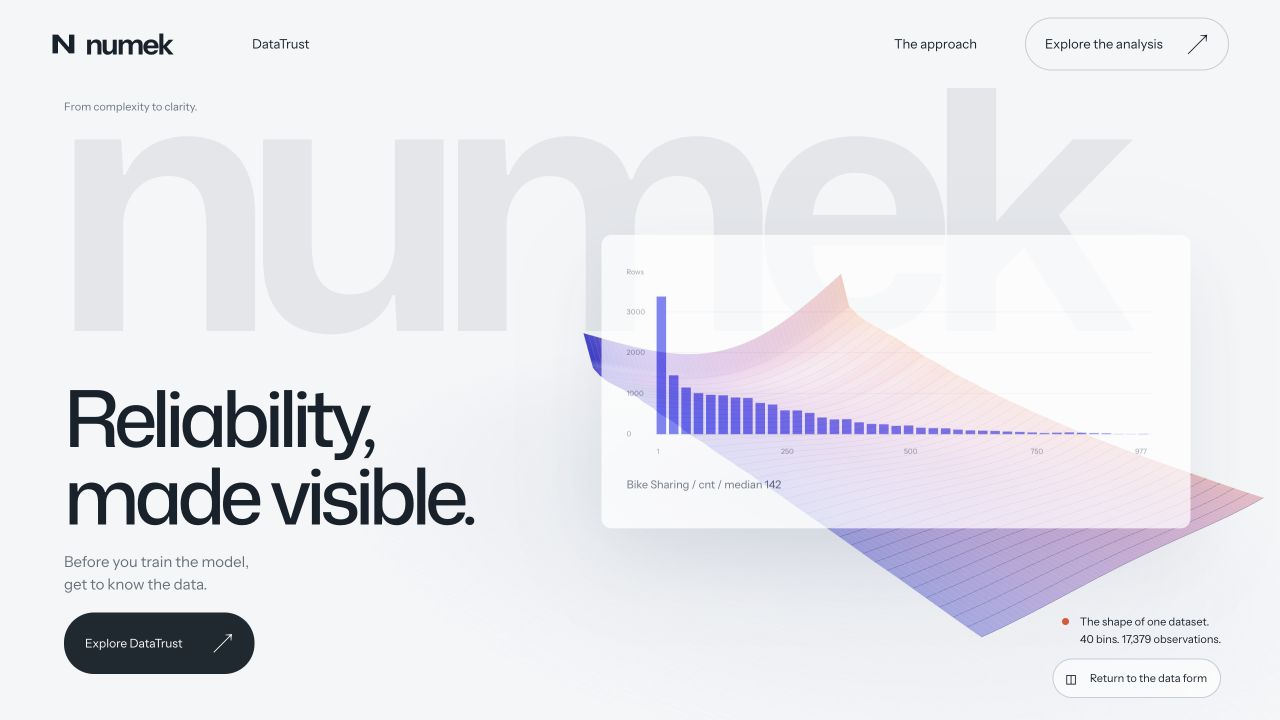 N numek
DataTrust
The approach
Explore the analysis
From complexity to clarity.
numek
Rows
3000
2000
1000
0
1 250 500 750 977
Bike Sharing / cnt / median 142
Reliability,
made visible.
Before you train the model,
get to know the data.
Explore DataTrust
The shape of one dataset.
40 bins. 17,379 observations.
Return to the data form